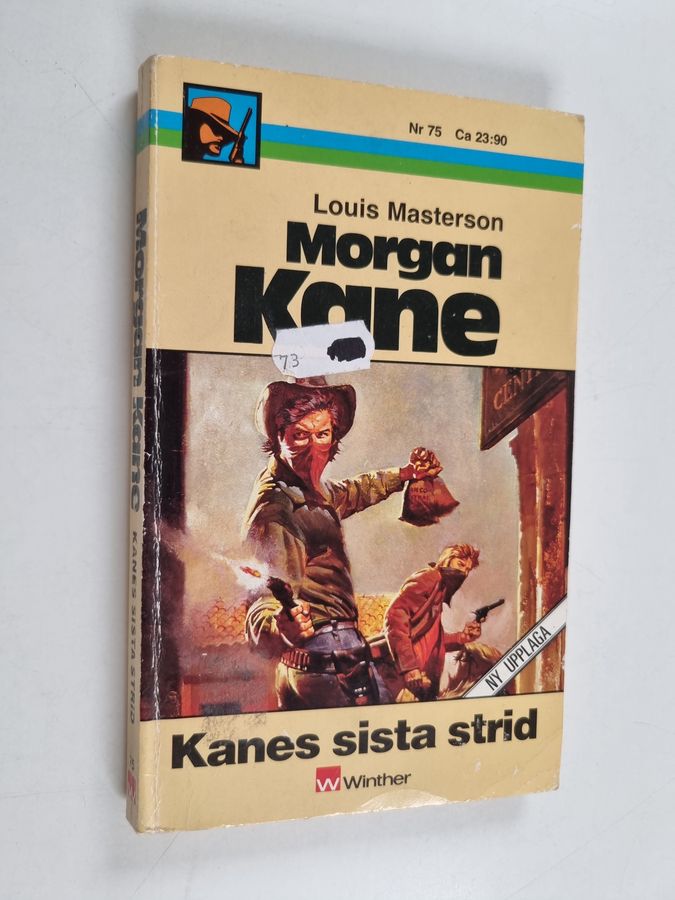 Nr 75 Ca 23:90
Louis Masterson
Morgan
Kane
73
CENT
NY UPPLAGA
Kanes sista strid
W Winther
Morgan Kane KANES SISTA STRID